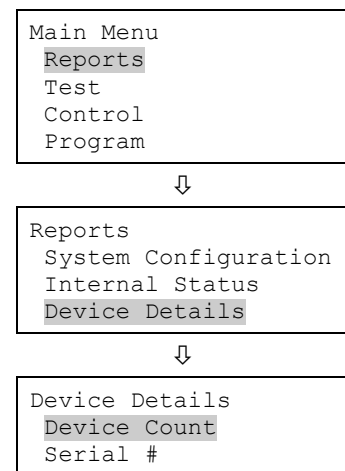 Main Menu
Reports
Test
Control
Program
⇩
Reports
System Configuration
Internal Status
Device Details
⇩
Device Details
Device Count
Serial #